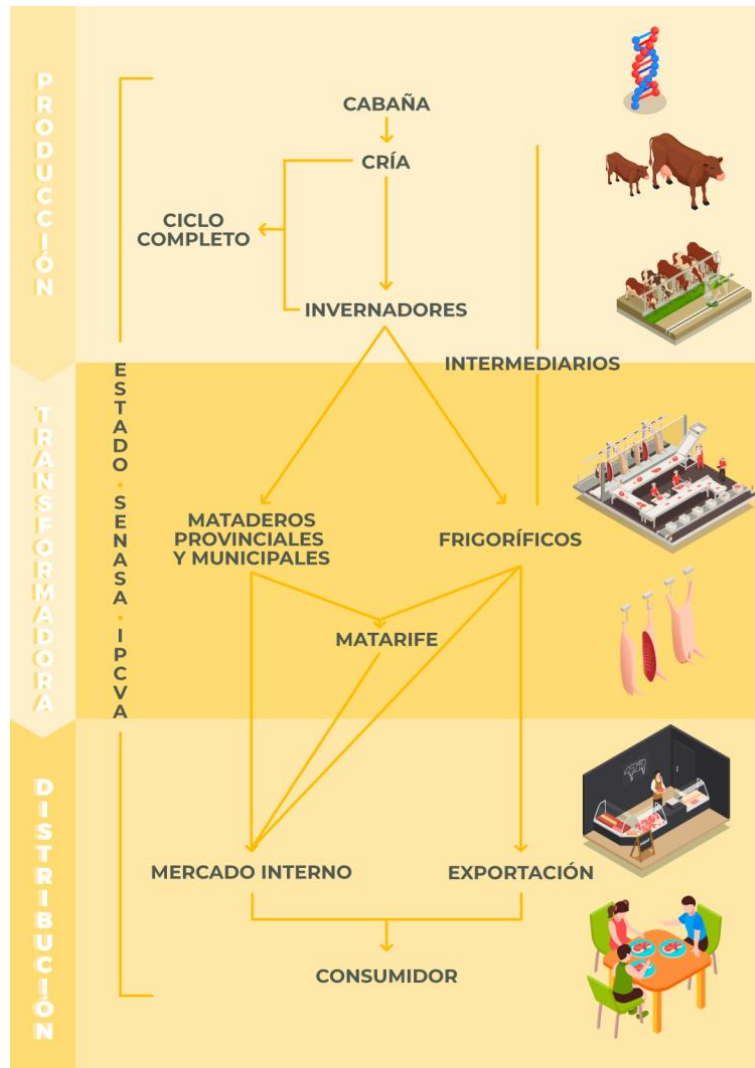 PRODUCCIÓN
CABAÑA
CRÍA
CICLO
COMPLETO
INVERNADORES
INTERMEDIARIOS
ESTADO · SENASA · IPCVA
TRANSFORMADORA
MATADEROS
PROVINCIALES
Y MUNICIPALES
FRIGORÍFICOS
MATARIFE
DISTRIBUCIÓN
MERCADO INTERNO
EXPORTACIÓN
CONSUMIDOR